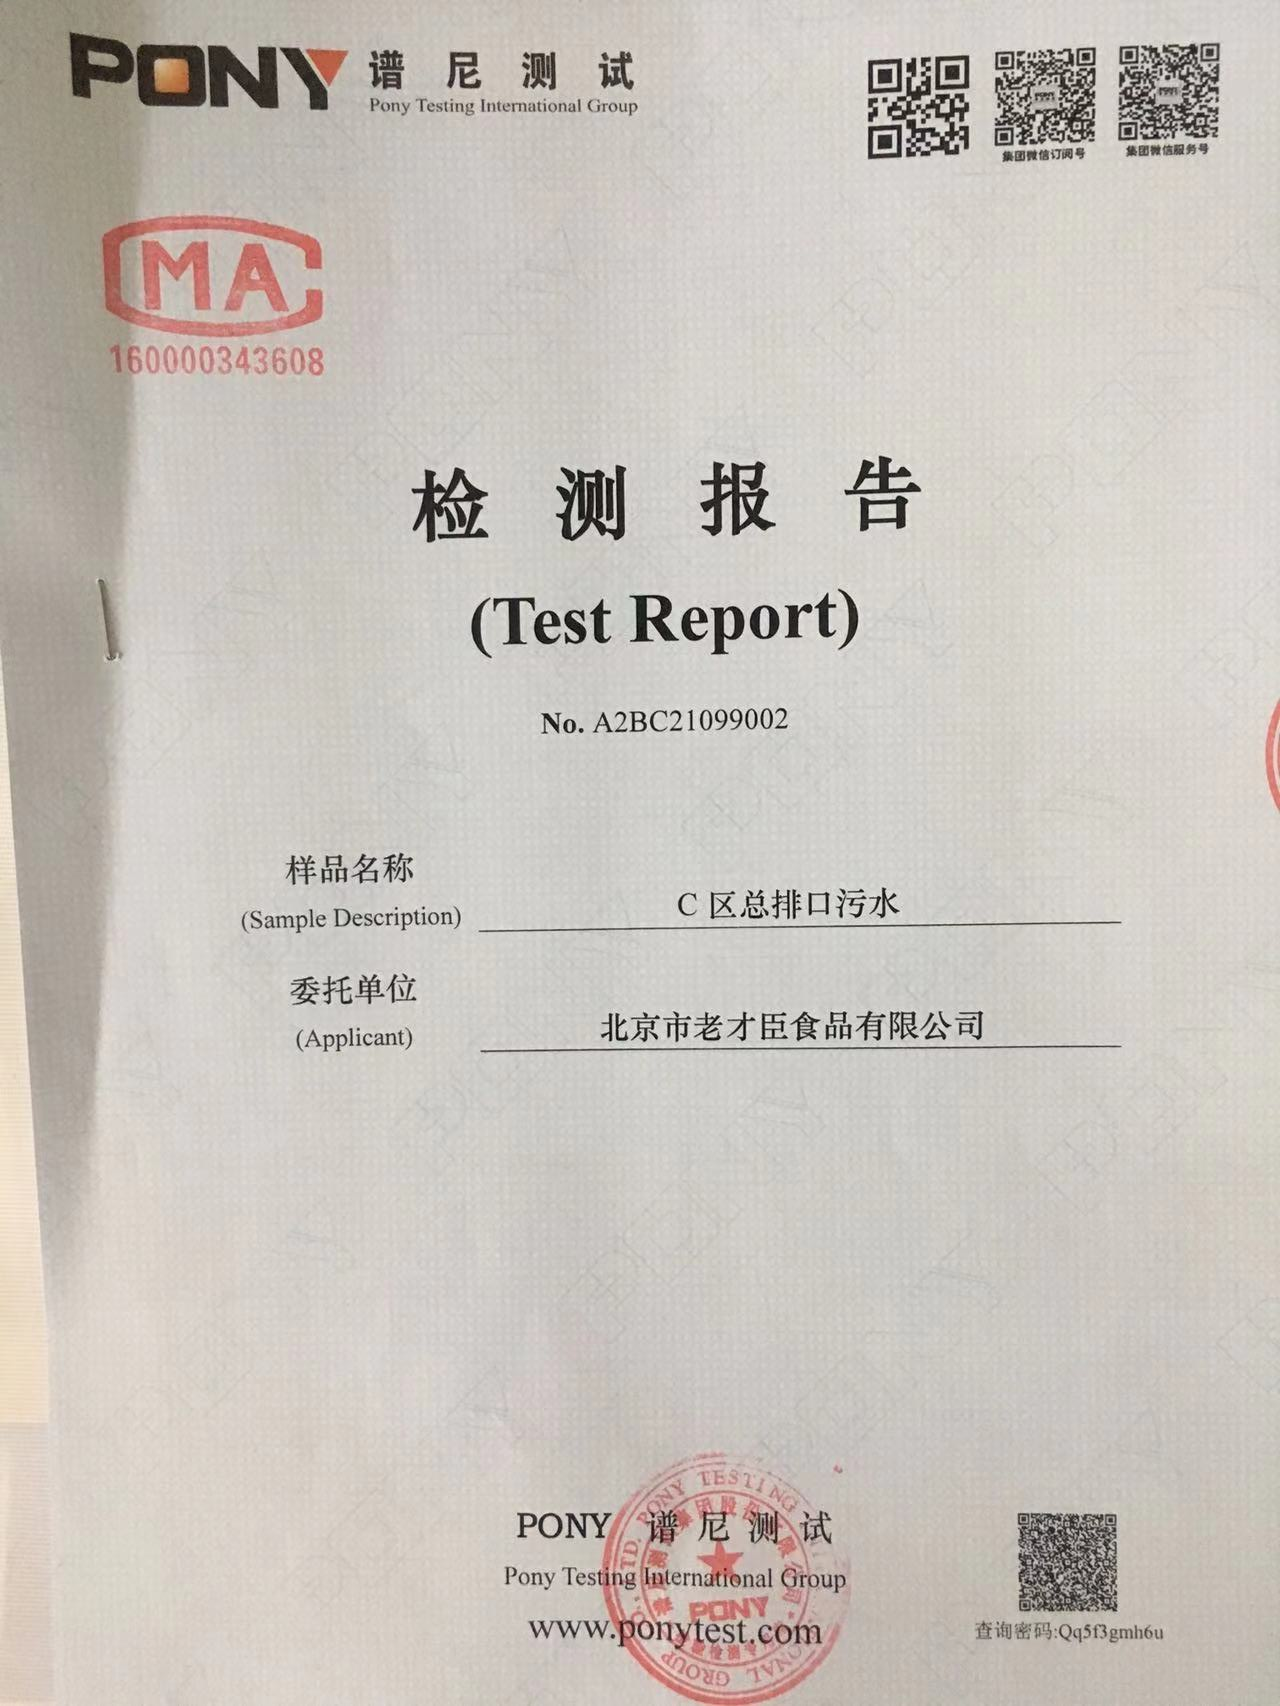 PONY 谱尼测试
Pony Testing International Group
集团微信订阅号
集团微信服务号
MA
160000343608
检测报告
(Test Report)
No. A2BC21099002
样品名称
(Sample Description)
C 区总排口污水
委托单位
(Applicant)
北京市老才臣食品有限公司
PONY 谱尼测试
Pony Testing International Group
www.ponytest.com
PONY
查询密码:Qq5f3gmh6u